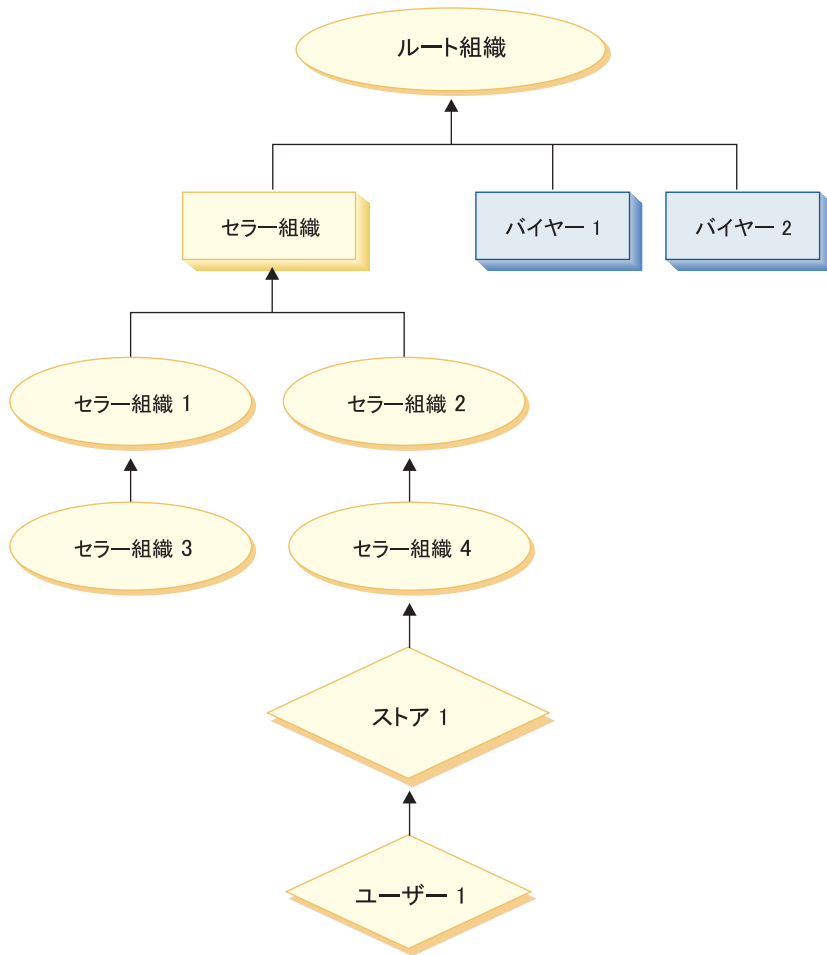 ルート組織
セラー組織
バイヤー 1
バイヤー 2
セラー組織 1
セラー組織 2
セラー組織 3
セラー組織 4
ストア 1
ユーザー 1